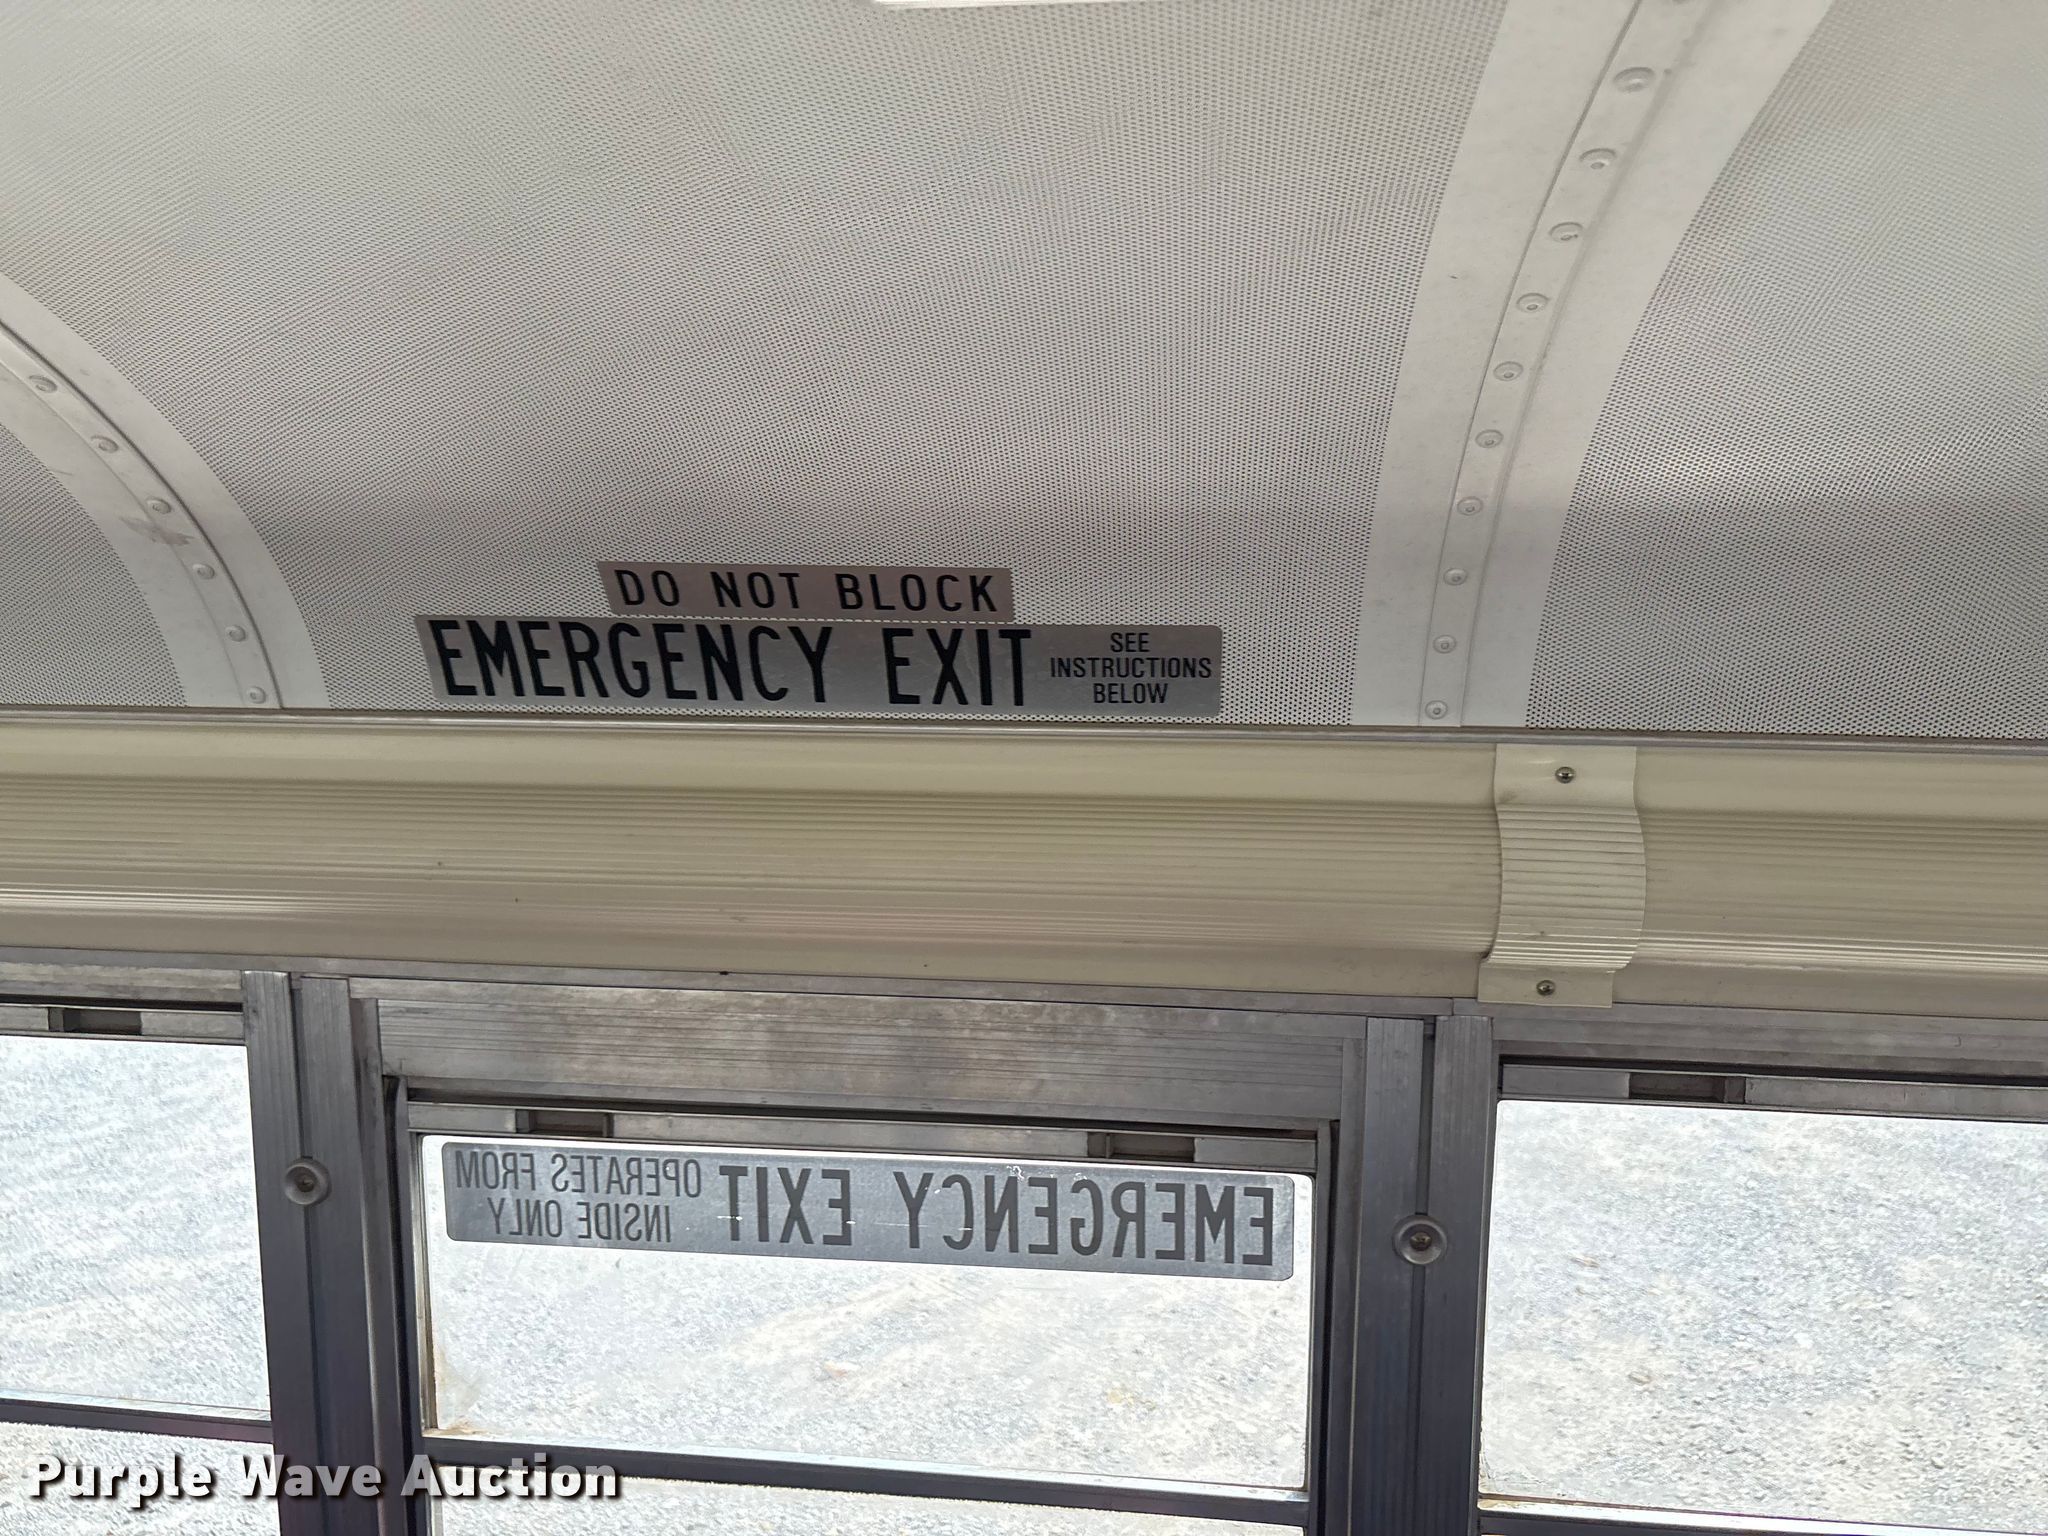 DO NOT BLOCK
EMERGENCY EXIT
SEE
INSTRUCTIONS
BELOW
EMERGENCY EXIT
OPERATES FROM
INSIDE ONLY
Purple Wave Auction